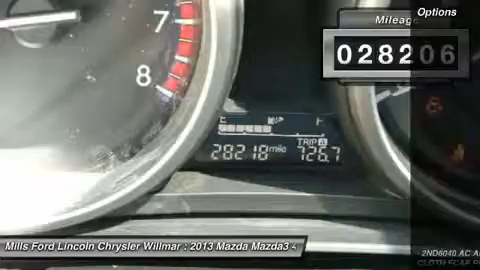 Options
Mileage
028206
7
8
E F
TRIP A
28218 mile 726.7
Mills Ford Lincoln Chrysler Willmar : 2013 Mazda Mazda3 4
2ND6040 AC A